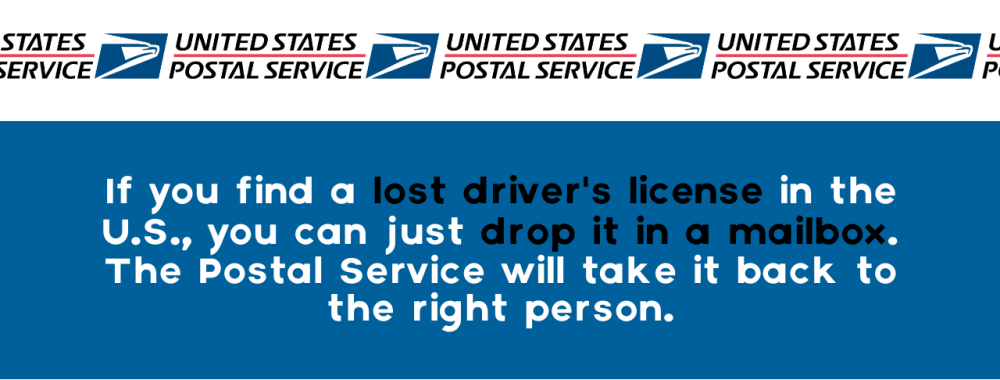 STATES UNITED STATES UNITED STATES UNITED STATES U
SERVICE POSTAL SERVICE POSTAL SERVICE POSTAL SERVICE PO
If you find a lost driver's license in the
U.S., you can just drop it in a mailbox.
The Postal Service will take it back to
the right person.